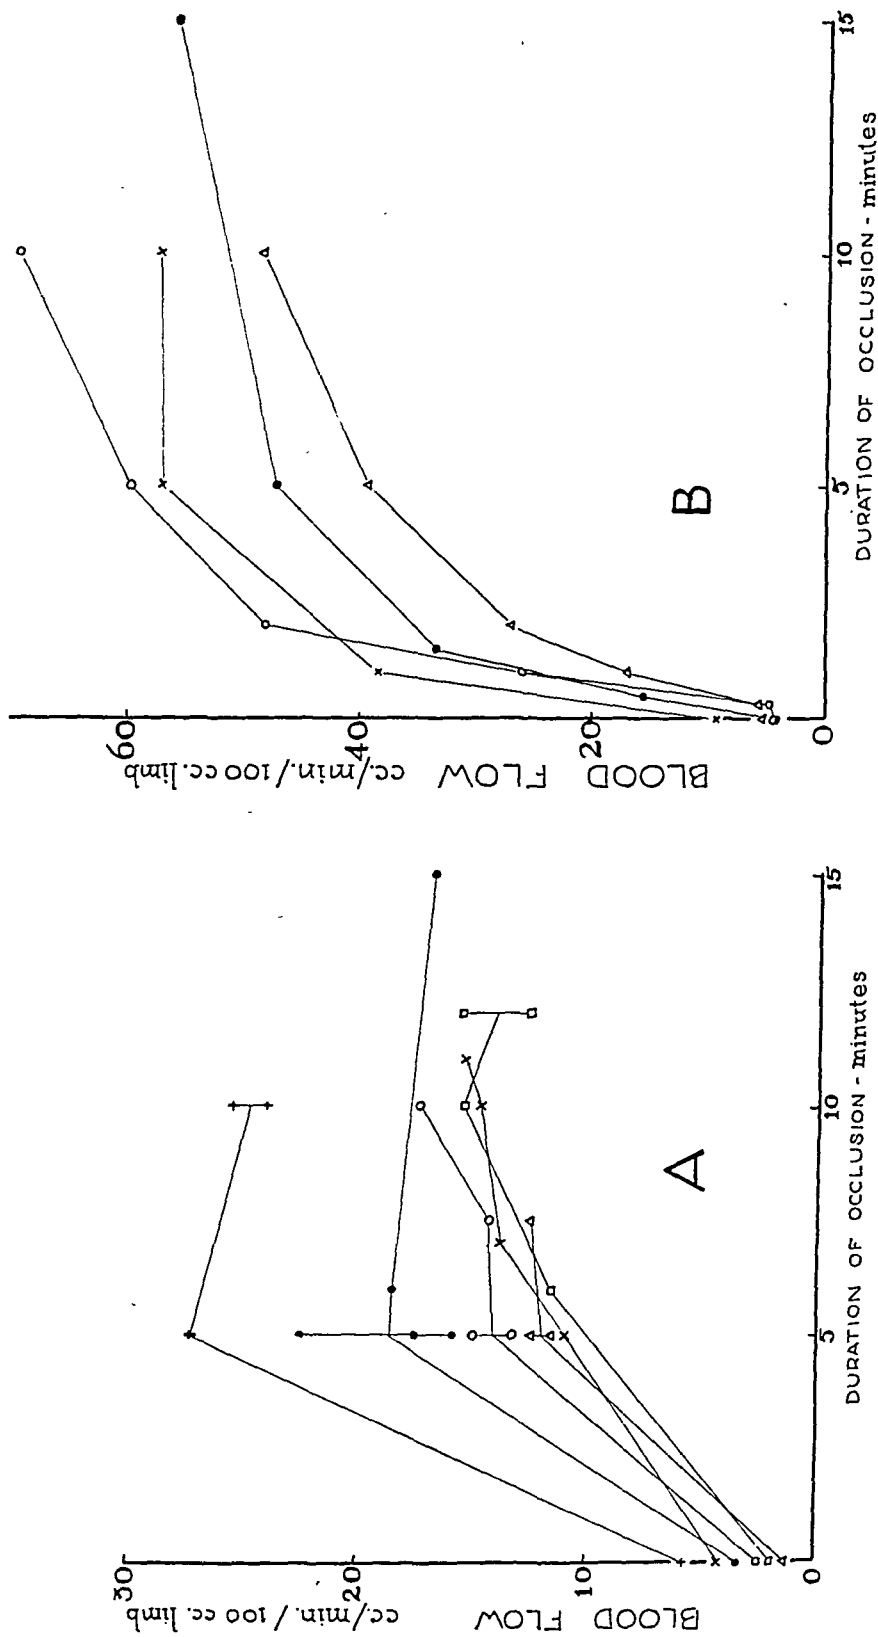 BLOOD FLOW
cc./min./100 cc. limb
30
20
10
0
5
10
15
DURATION OF OCCLUSION - minutes
A
BLOOD FLOW
cc./min./100 cc. limb
60
40
20
0
5
10
15
DURATION OF OCCLUSION - minutes
B